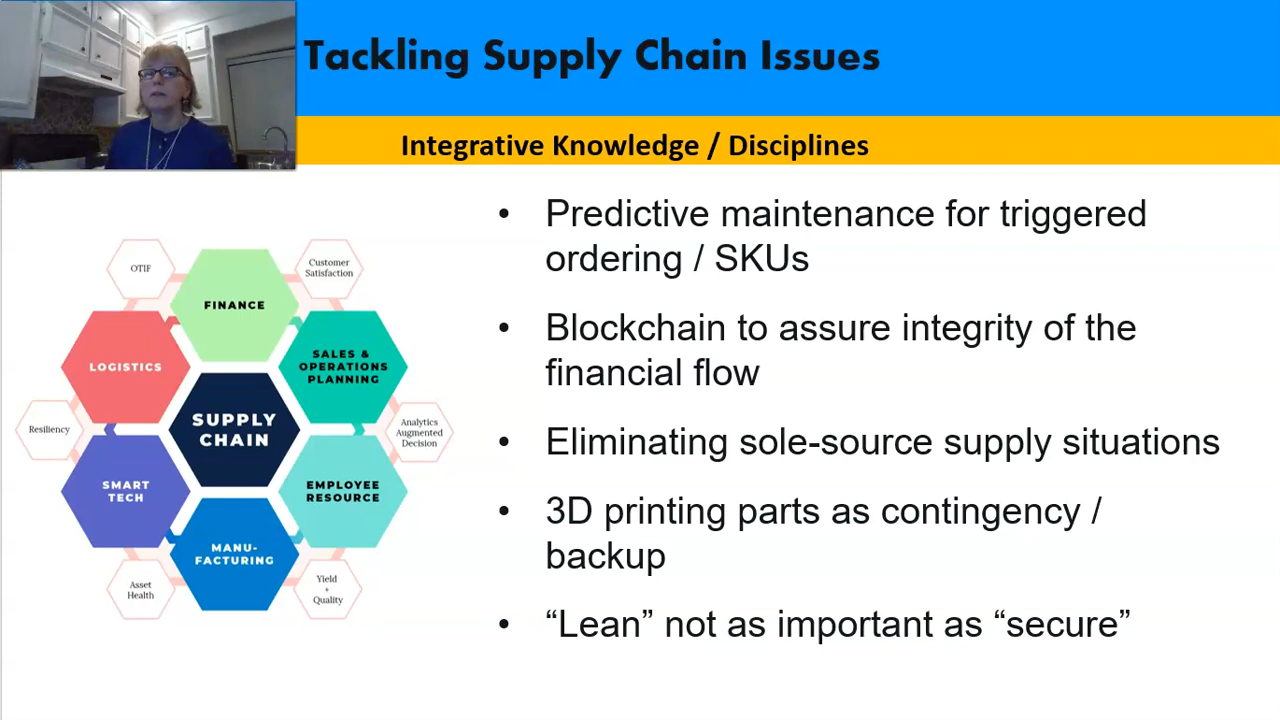 Tackling Supply Chain Issues
Integrative Knowledge / Disciplines
OTIF
Customer
Satisfaction
FINANCE
LOGISTICS
SALES &
OPERATIONS
PLANNING
SUPPLY
CHAIN
Resiliency
Analytics
Augmented
Decision
SMART
TECH
EMPLOYEE
RESOURCE
MANU-
FACTURING
Asset
Health
Yield
+
Quality
• Predictive maintenance for triggered
ordering / SKUs
• Blockchain to assure integrity of the
financial flow
• Eliminating sole-source supply situations
• 3D printing parts as contingency /
backup
• “Lean” not as important as “secure”